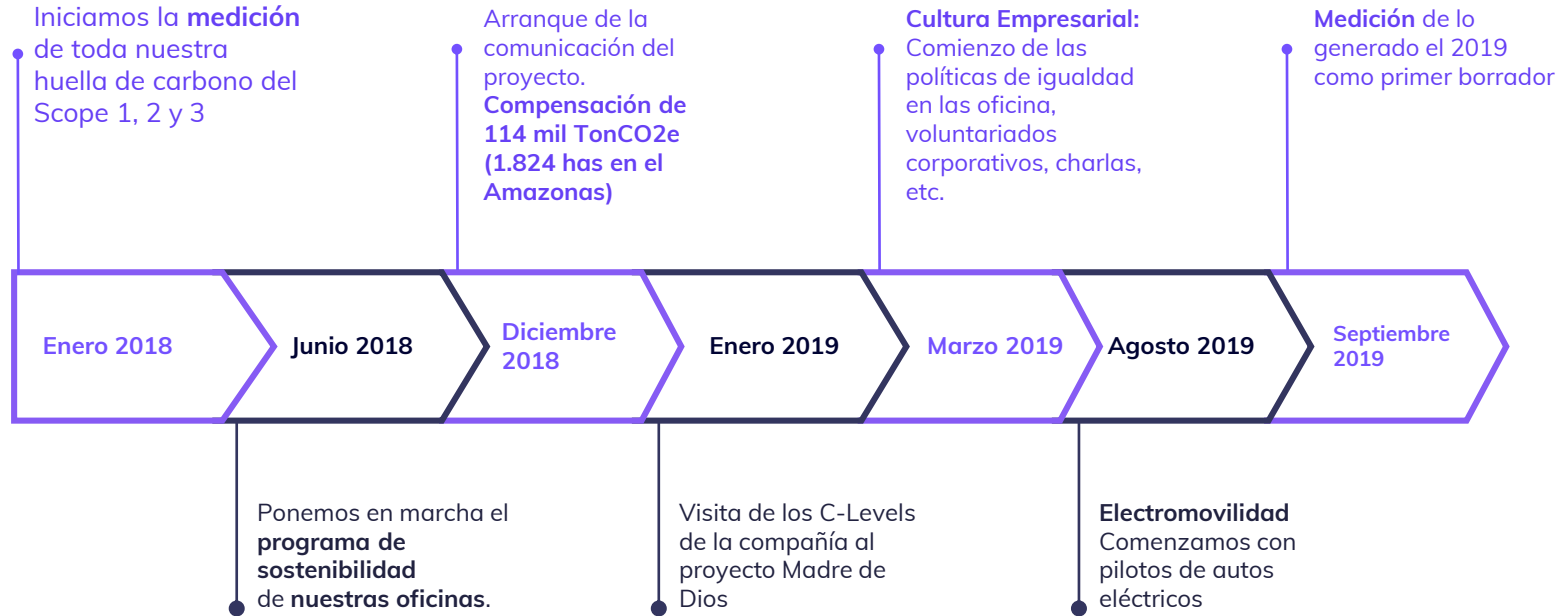 Iniciamos la medición
de toda nuestra
huella de carbono del
Scope 1, 2 y 3
Arranque de la
comunicación del
proyecto.
Compensación de
114 mil TonCO2e
(1.824 has en el
Amazonas)
Cultura Empresarial:
Comienzo de las
políticas de igualdad
en las oficina,
voluntariados
corporativos, charlas,
etc.
Medición de lo
generado el 2019
como primer borrador
Enero 2018
Junio 2018
Diciembre
2018
Enero 2019
Marzo 2019
Agosto 2019
Septiembre
2019
Ponemos en marcha el
programa de
sostenibilidad
de nuestras oficinas.
Visita de los C-Levels
de la compañía al
proyecto Madre de
Dios
Electromovilidad
Comenzamos con
pilotos de autos
eléctricos